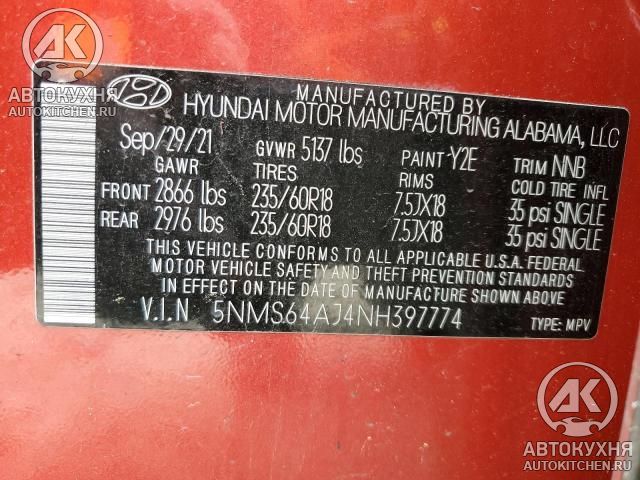 MANUFACTURED BY
HYUNDAI MOTOR MANUFACTURING ALABAMA, LLC
Sep/29/21 GVWR 5137 lbs PAINT Y2E TRIM NNB
GAWR TIRES RIMS COLD TIRE INFL
FRONT 2866 lbs 235/60R18 7.5JX18 35 psi SINGLE
REAR 2976 lbs 235/60R18 7.5JX18 35 psi SINGLE
THIS VEHICLE CONFORMS TO ALL APPLICABLE U.S.A. FEDERAL
MOTOR VEHICLE SAFETY AND THEFT PREVENTION STANDARDS
IN EFFECT ON THE DATE OF MANUFACTURE SHOWN ABOVE.
V.I.N 5NMS64AJ4NH397774 TYPE: MPV
АК
АВТОКУХНЯ
AUTOKITCHEN.RU
АК
АВТОКУХНЯ
AUTOKITCHEN.RU